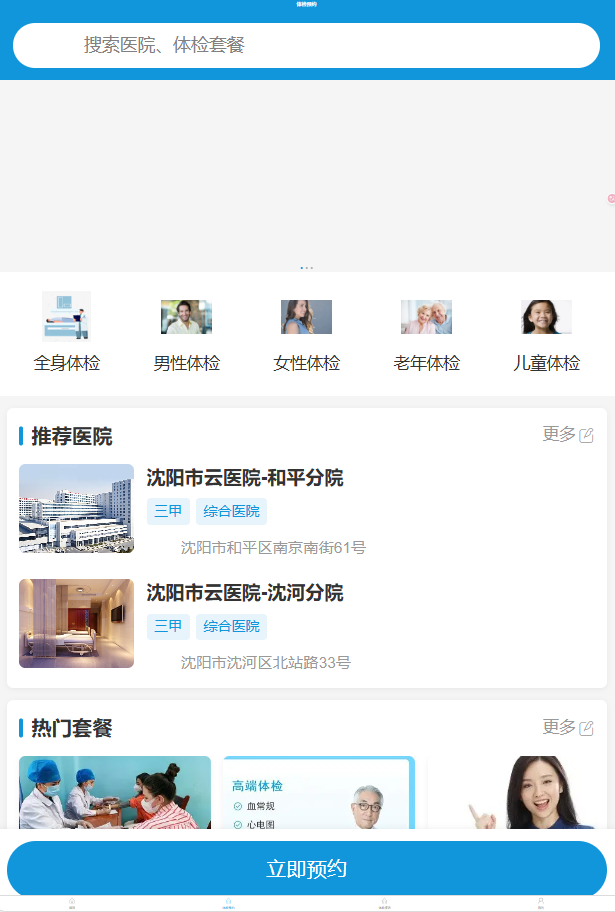 体检预约
搜索医院、体检套餐
全身体检
男性体检
女性体检
老年体检
儿童体检
推荐医院
更多
沈阳市云医院-和平分院
三甲
综合医院
沈阳市和平区南京南街61号
沈阳市云医院-沈河分院
三甲
综合医院
沈阳市沈河区北站路33号
热门套餐
更多
高端体检
血常规
心电图
立即预约